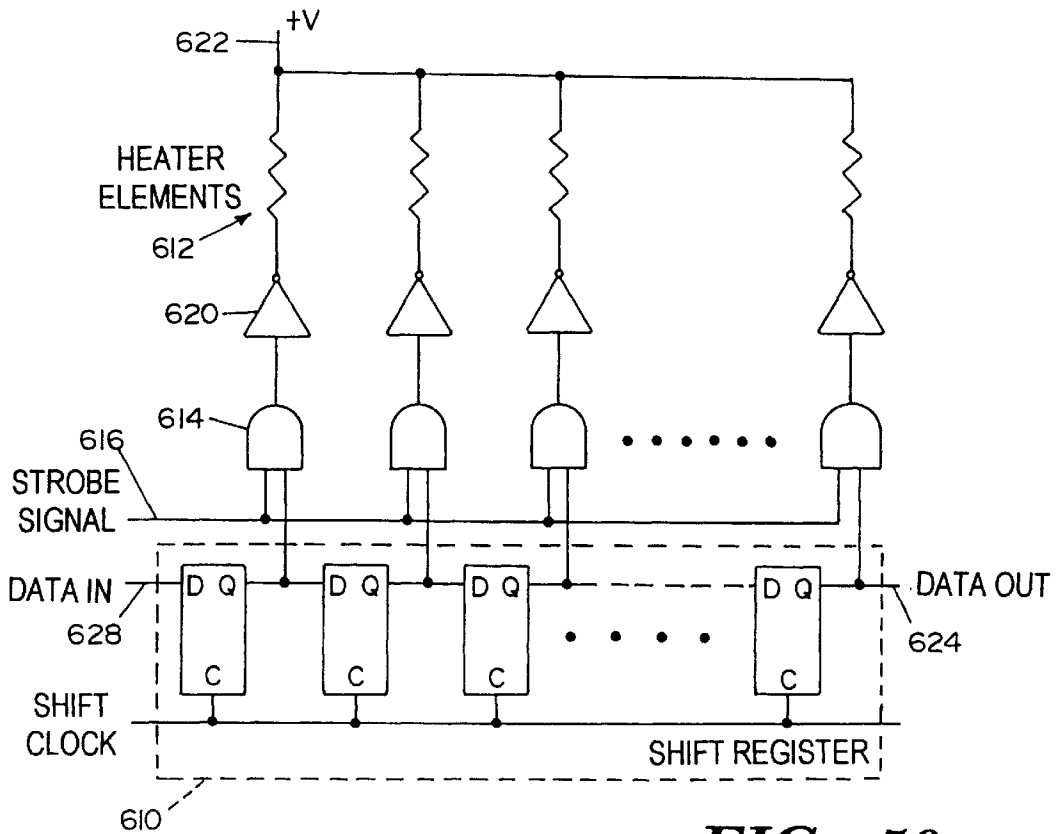 +V
622
HEATER
ELEMENTS
612
620
614
616
STROBE
SIGNAL
DATA IN
D Q
D Q
D Q
D Q
DATA OUT
628
624
C
C
C
C
SHIFT
CLOCK
SHIFT REGISTER
610